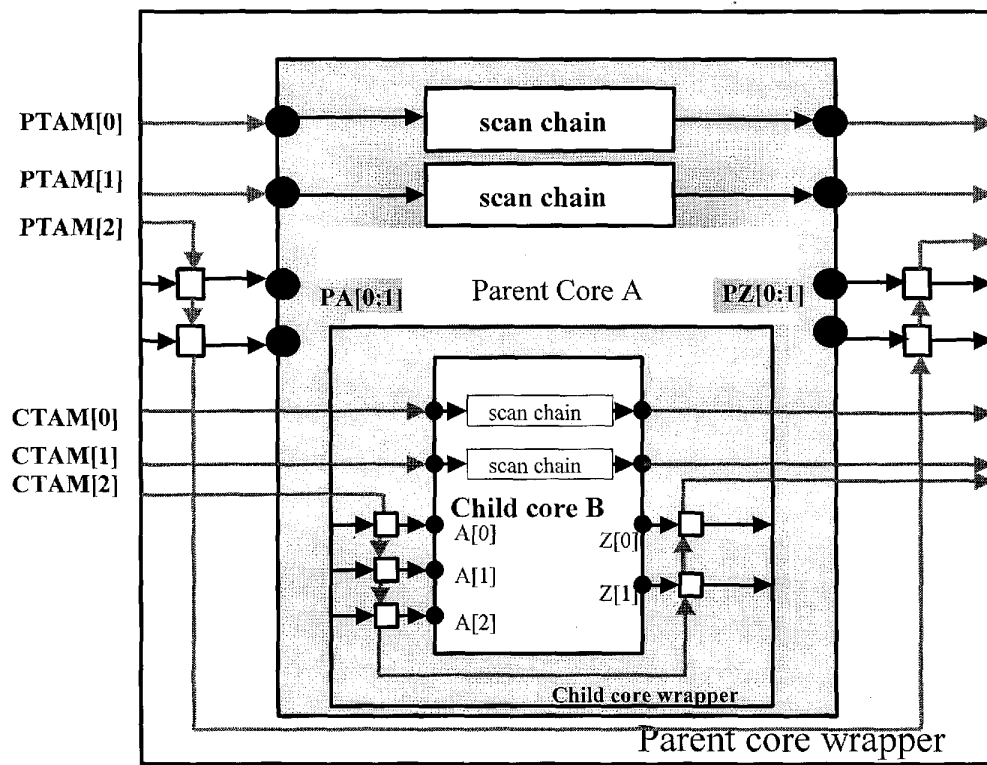 PTAM[0]
scan chain
PTAM[1]
scan chain
PTAM[2]
PA[0:1]
Parent Core A
PZ[0:1]
CTAM[0]
scan chain
CTAM[1]
scan chain
CTAM[2]
Child core B
A[0]
Z[0]
A[1]
Z[1]
A[2]
Child core wrapper
Parent core wrapper